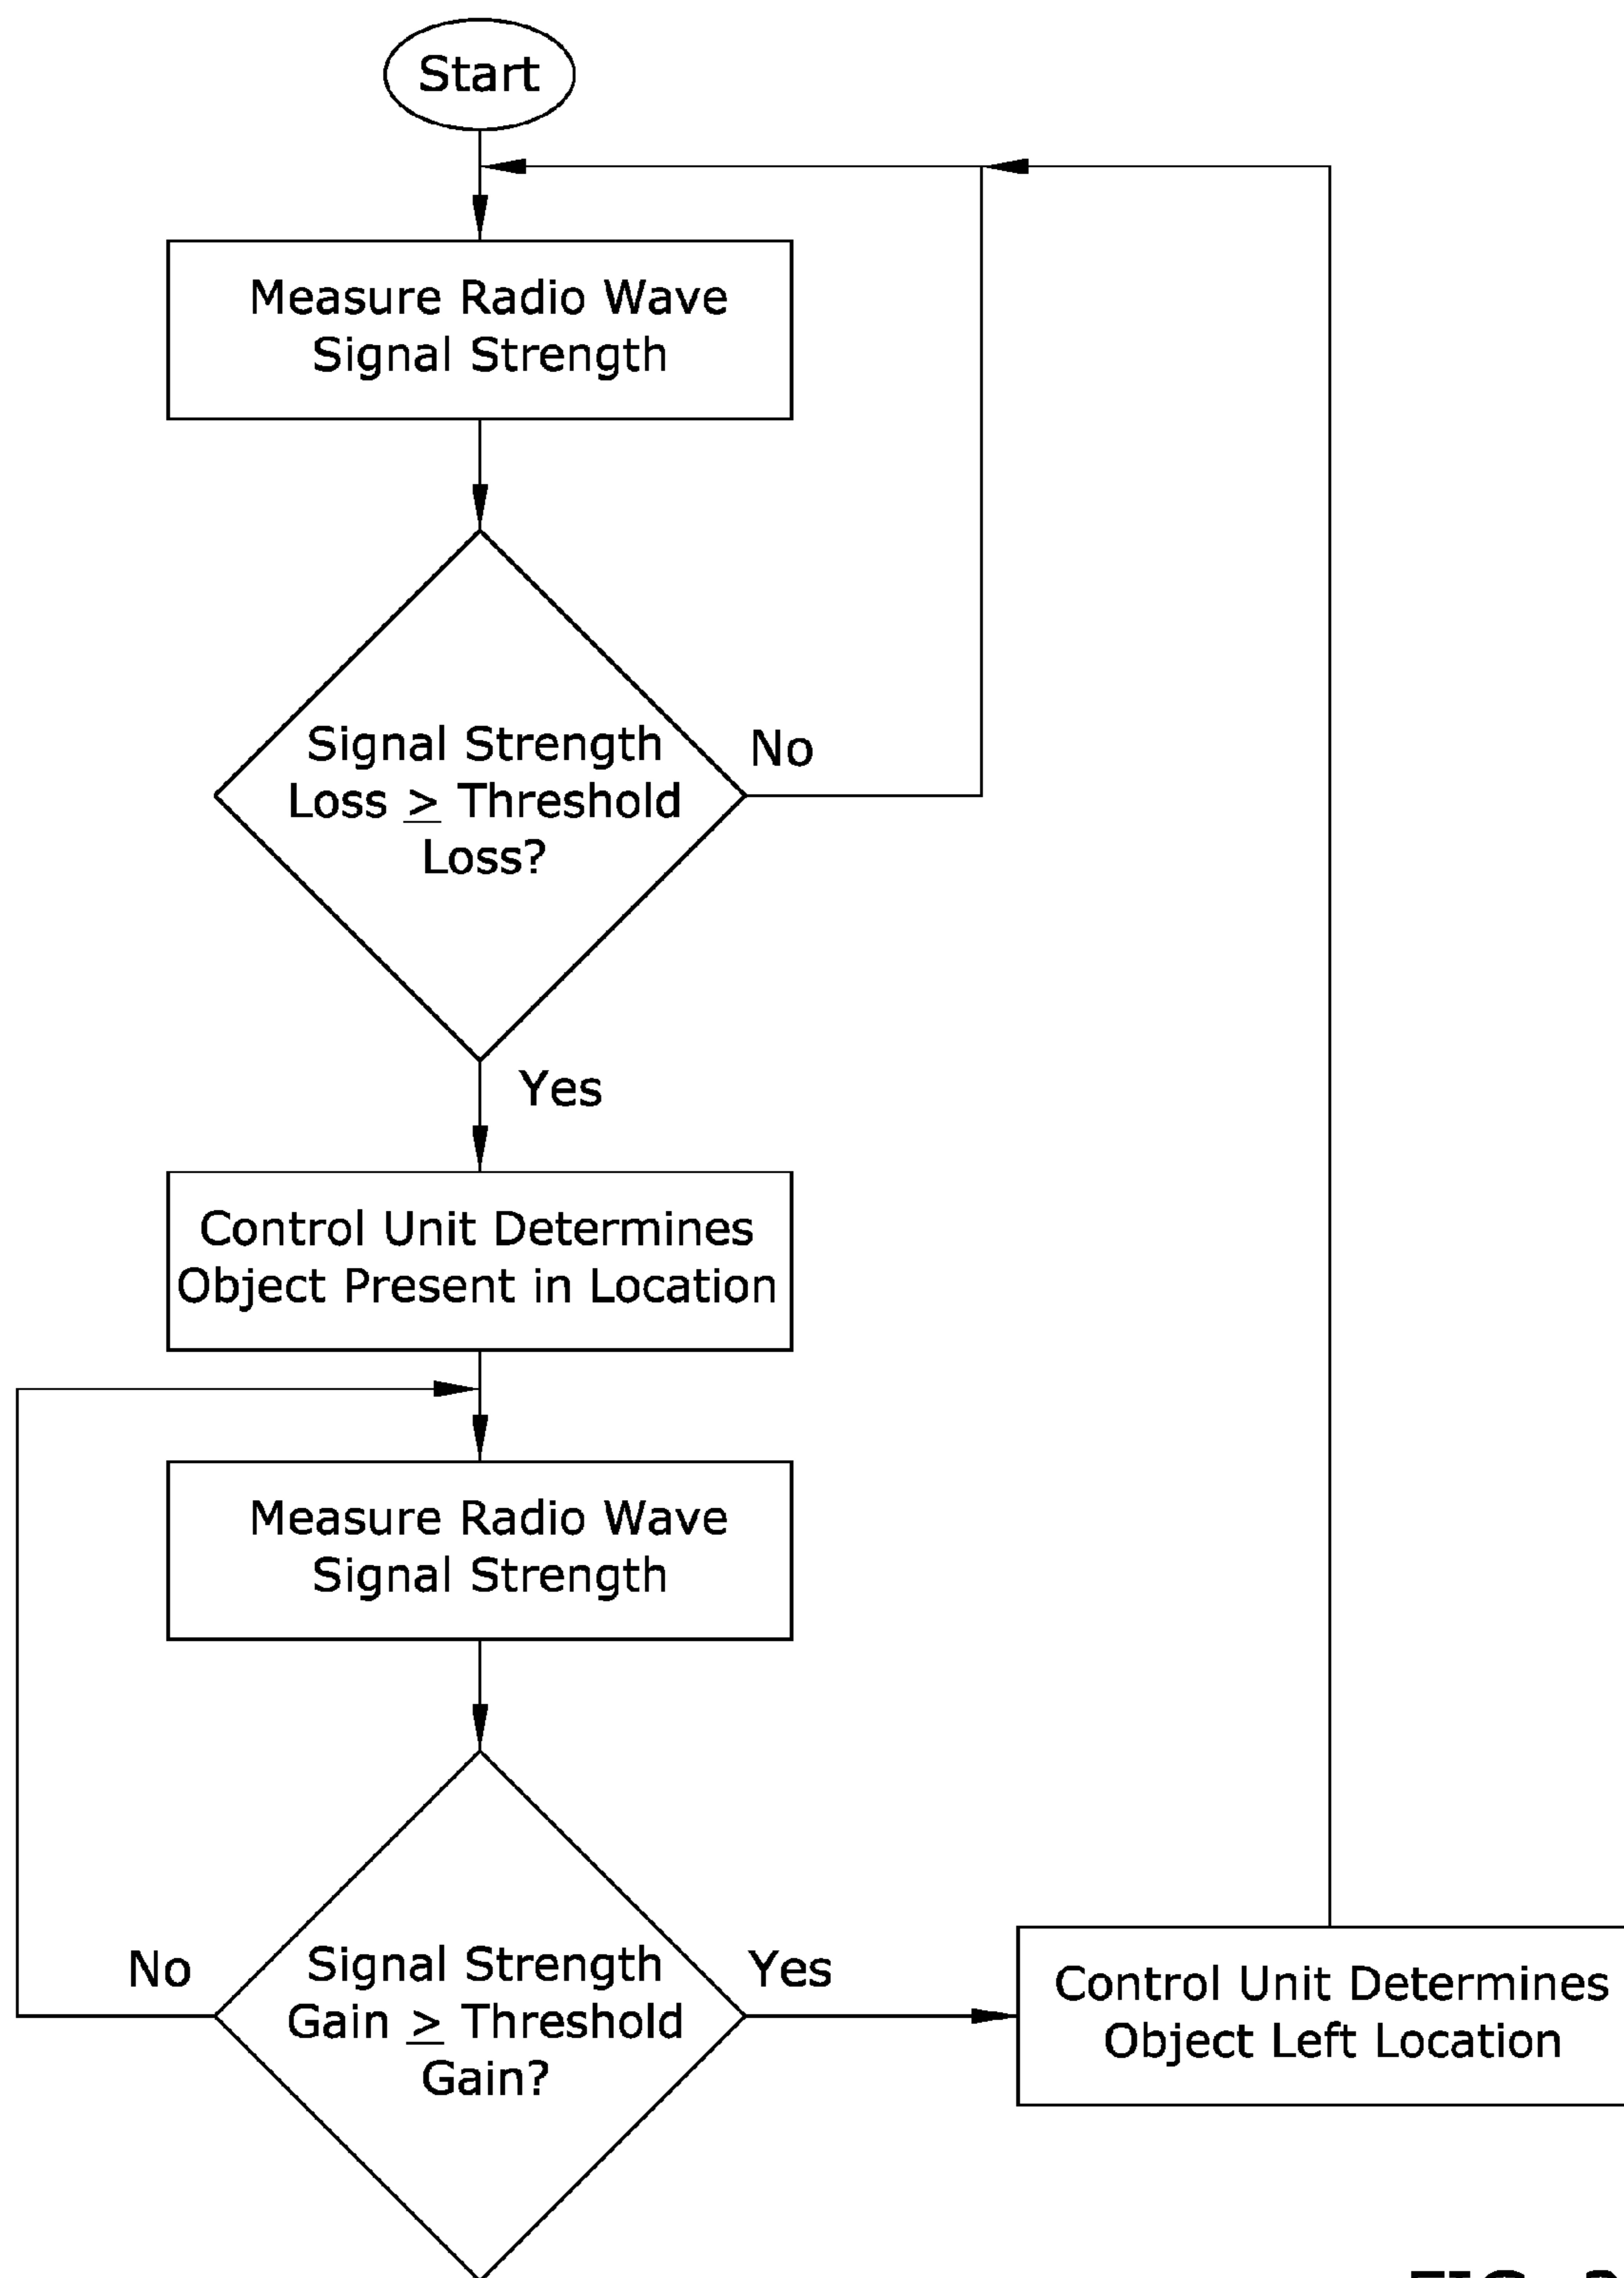 Start
Measure Radio Wave
Signal Strength
Signal Strength
Loss ≥ Threshold
Loss?
No
Yes
Control Unit Determines
Object Present in Location
Measure Radio Wave
Signal Strength
Signal Strength
Gain ≥ Threshold
Gain?
No
Yes
Control Unit Determines
Object Left Location